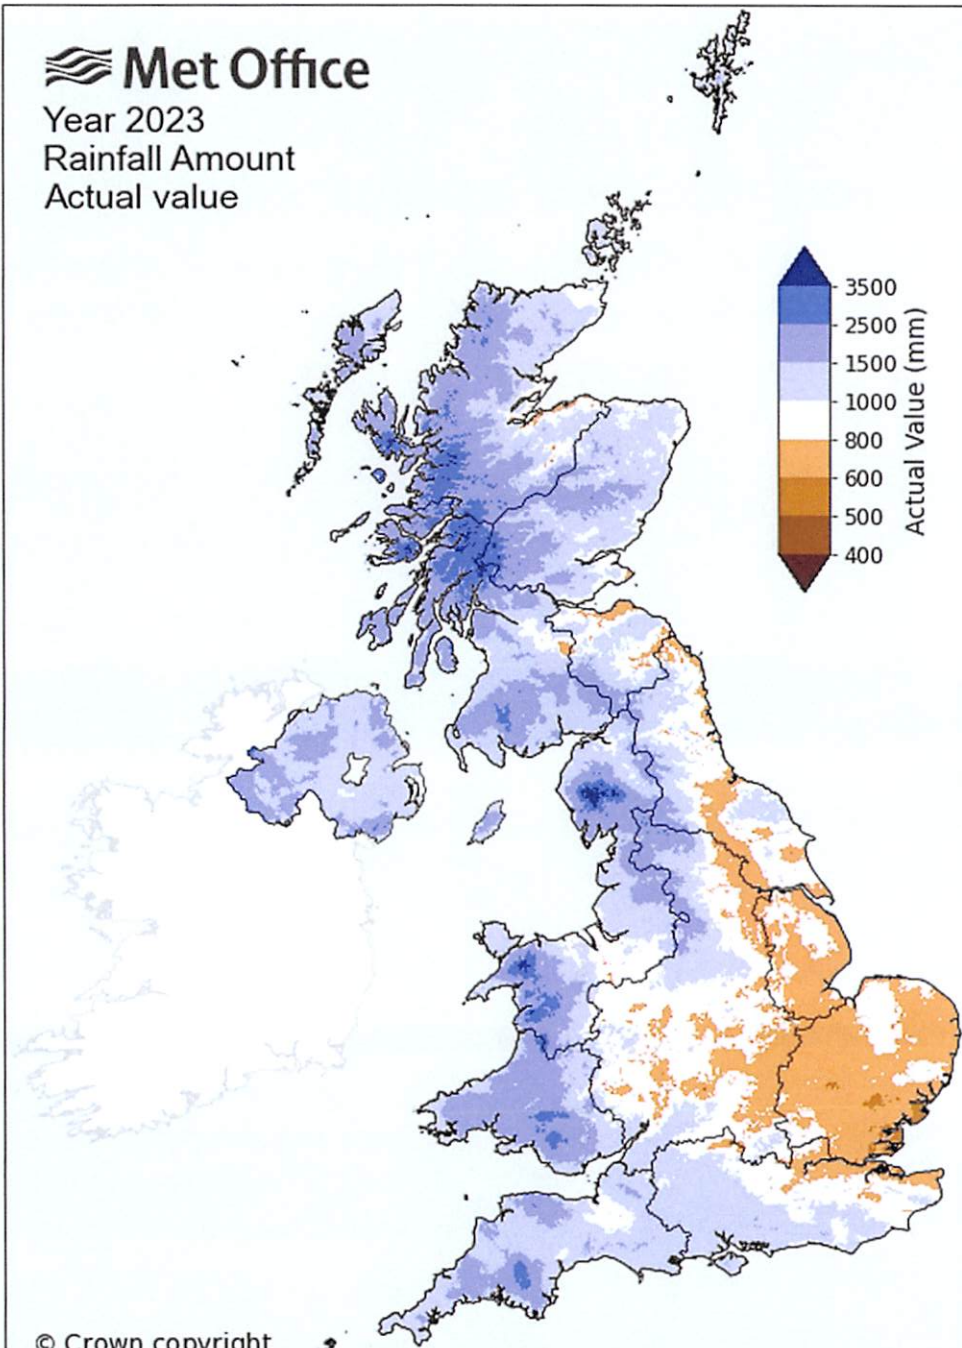 Met Office
Year 2023
Rainfall Amount
Actual value
3500
2500
1500
1000
800
600
500
400
Actual Value (mm)
© Crown copyright